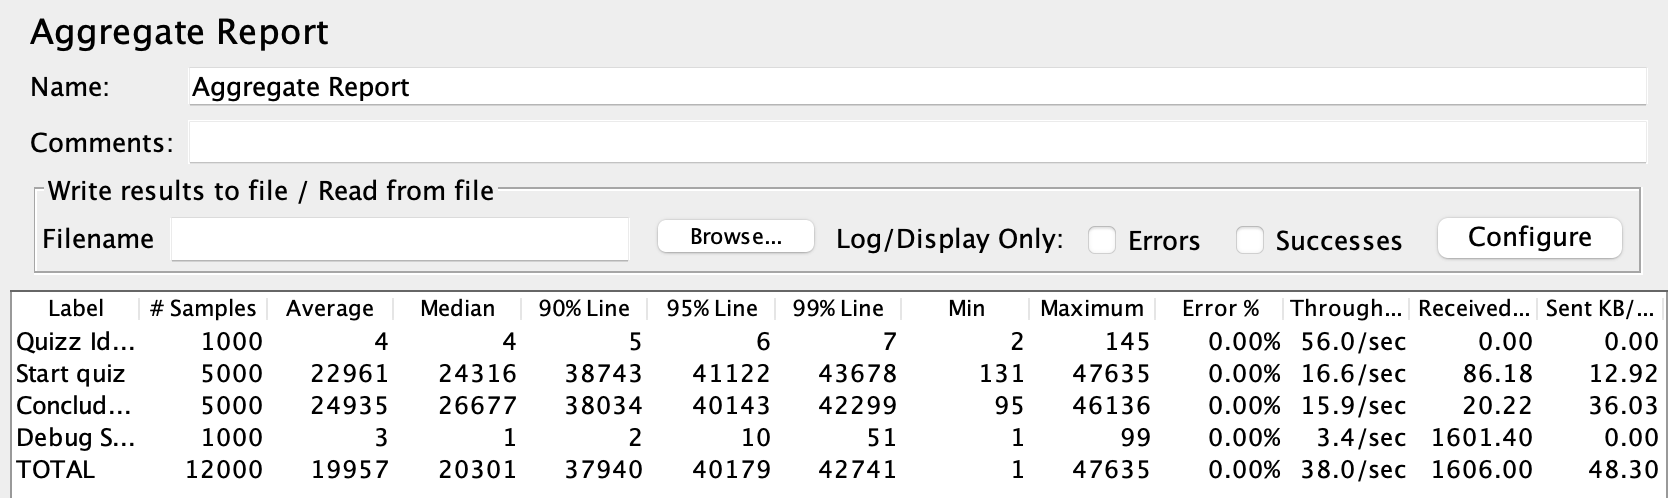 Aggregate Report
Name: Aggregate Report
Comments:
Write results to file / Read from file
Filename Browse... Log/Display Only: Errors Successes Configure
Label # Samples Average Median 90% Line 95% Line 99% Line Min Maximum Error % Through... Received... Sent KB/...
Quizz Id... 1000 4 4 5 6 7 2 145 0.00% 56.0/sec 0.00 0.00
Start quiz 5000 22961 24316 38743 41122 43678 131 47635 0.00% 16.6/sec 86.18 12.92
Conclud... 5000 24935 26677 38034 40143 42299 95 46136 0.00% 15.9/sec 20.22 36.03
Debug S... 1000 3 1 2 10 51 1 99 0.00% 3.4/sec 1601.40 0.00
TOTAL 12000 19957 20301 37940 40179 42741 1 47635 0.00% 38.0/sec 1606.00 48.30